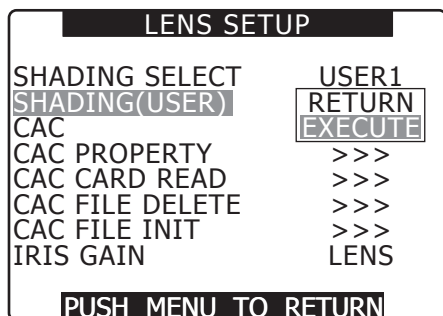 LENS SETUP
SHADING SELECT USER1
SHADING(USER) RETURN
CAC EXECUTE
CAC PROPERTY >>>
CAC CARD READ >>>
CAC FILE DELETE >>>
CAC FILE INIT >>>
IRIS GAIN LENS
PUSH MENU TO RETURN